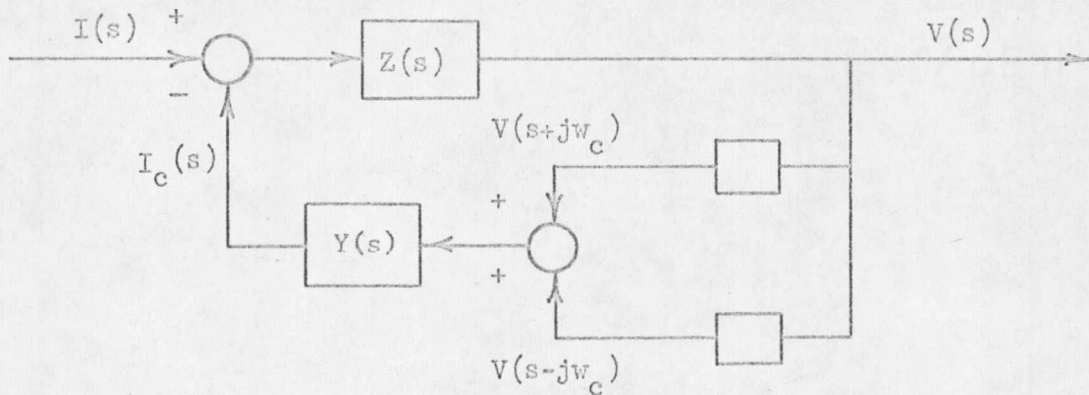 I(s) + Z(s) V(s)
−
V(s+jw_c)
I_c(s)
+
Y(s)
+
V(s-jw_c)